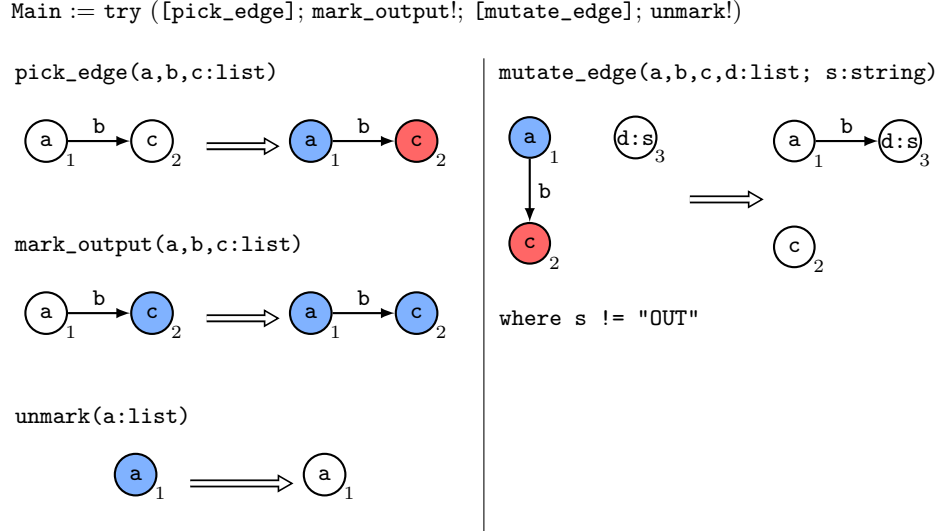 Main := try ([pick_edge]; mark_output!; [mutate_edge]; unmark!)
pick_edge(a,b,c:list)
a b c a b c
1 2 1 2
mark_output(a,b,c:list)
a b c a b c
1 2 1 2
unmark(a:list)
a a
1 1
mutate_edge(a,b,c,d:list; s:string)
a d:s a b d:s
1 3 1 3
b
c c
2 2
where s != "OUT"